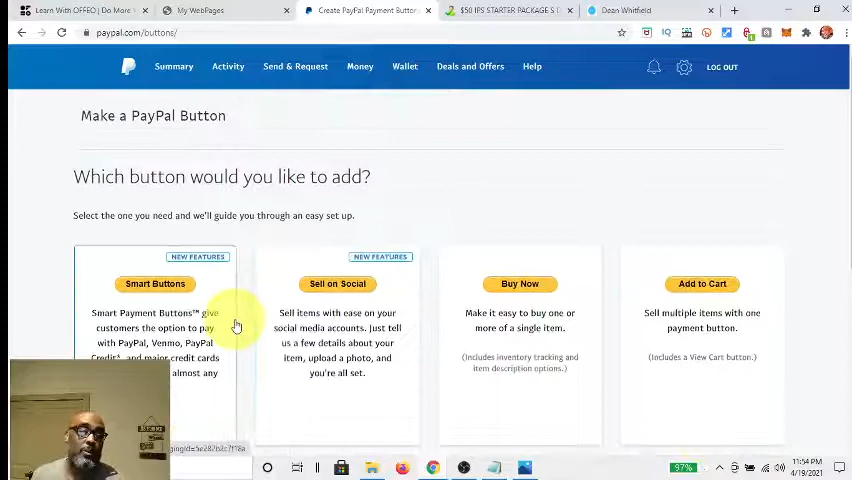 Learn With OFFEO | Do More
My WebPages
Create PayPal Payment Button
$50 IPS STARTER PACKAGE S
Dean Whitfield
paypal.com/buttons/
Summary
Activity
Send & Request
Money
Wallet
Deals and Offers
Help
LOG OUT
Make a PayPal Button
Which button would you like to add?
Select the one you need and we'll guide you through an easy set up.
NEW FEATURES
Smart Buttons
Smart Payment Buttons™ give
customers the option to pay
with PayPal, Venmo, PayPal
Credit*, and major credit cards
almost any
NEW FEATURES
Sell on Social
Sell items with ease on your
social media accounts. Just tell
us a few details about your
item, upload a photo, and
you're all set.
Buy Now
Make it easy to buy one or
more of a single item.
(Includes inventory tracking and
item description options.)
Add to Cart
Sell multiple items with one
payment button.
(Includes a View Cart button.)
97%
11:54 PM
4/19/2021